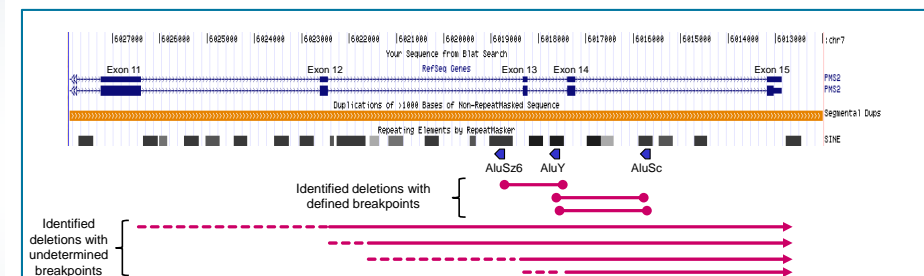 |6027000 |6026000 |6025000 |6024000 |6023000 |6022000 |6021000 |6020000 |6019000 |6018000 |6017000 |6016000 |6015000 |6014000 |6013000 |:chr7
Your Sequence from Blat Search
RefSeq Genes
Exon 11 Exon 12 Exon 13 Exon 14 Exon 15
PMS2
PMS2
Duplications of >1000 Bases of Non-RepeatMasked Sequence
Segmental Dups
Repeating Elements by RepeatMasker
SINE
AluSz6 AluY AluSc
Identified deletions with
defined breakpoints
Identified
deletions with
undetermined
breakpoints